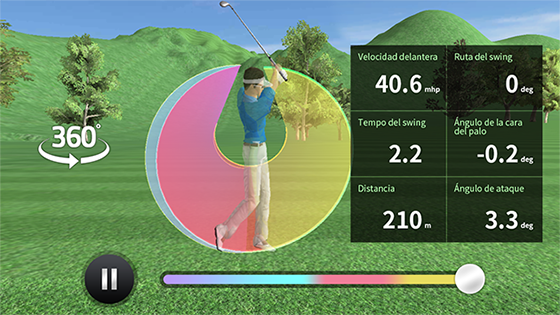 360°
Velocidad delantera
40.6 mhp
Ruta del swing
0 deg
Tempo del swing
2.2
Ángulo de la cara
del palo
-0.2 deg
Distancia
210 m
Ángulo de ataque
3.3 deg